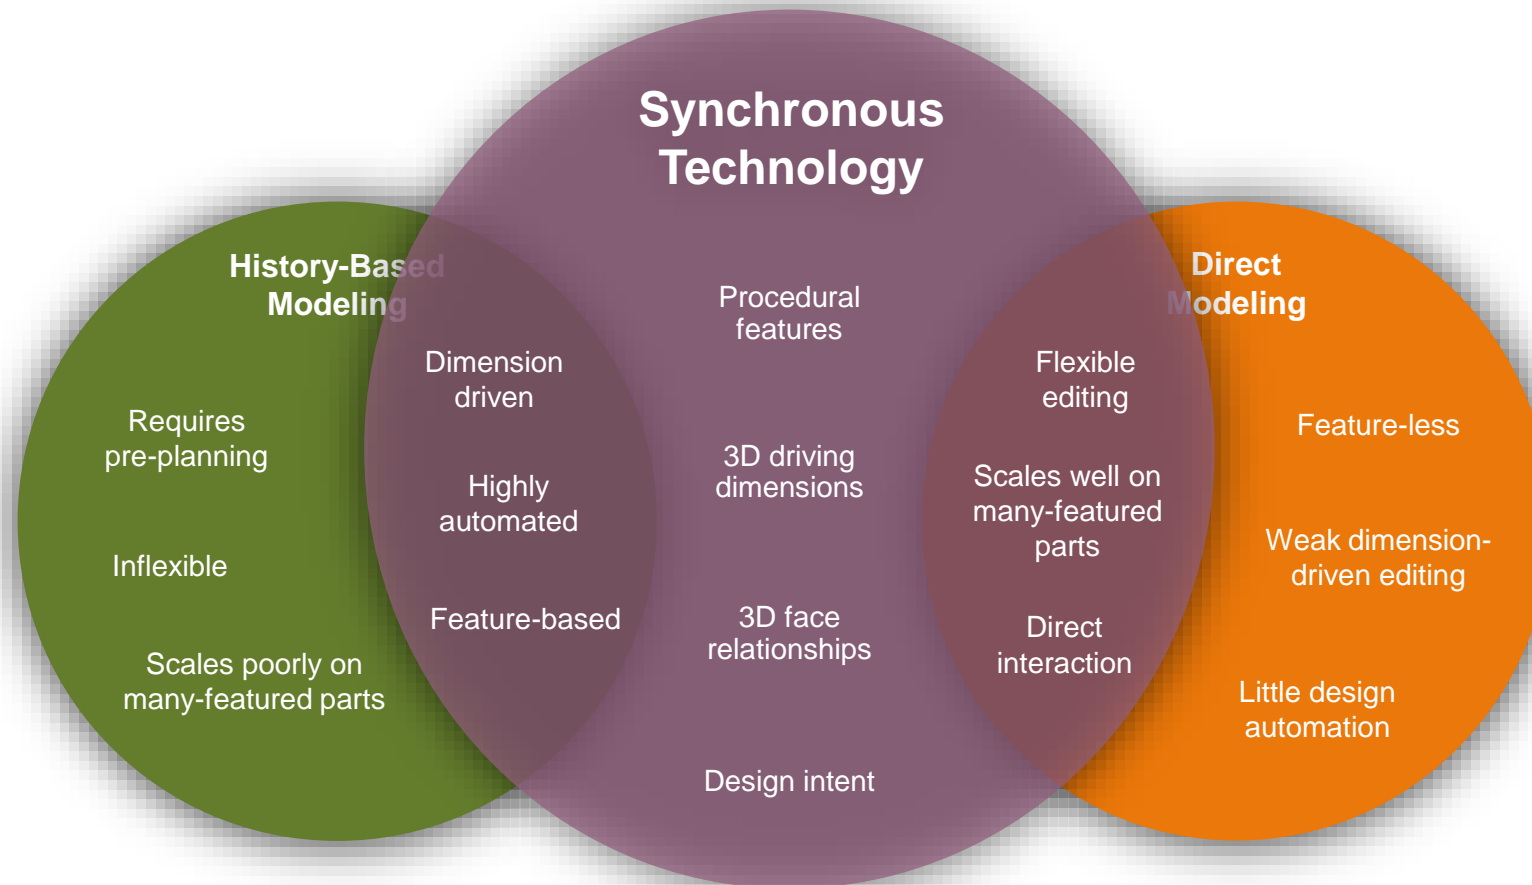 Synchronous
Technology
History-Based
Modeling
Direct
Modeling
Procedural
features
Dimension
driven
Flexible
editing
Requires
pre-planning
Feature-less
3D driving
dimensions
Highly
automated
Scales well on
many-featured
parts
Inflexible
Weak dimension-
driven editing
Feature-based
3D face
relationships
Direct
interaction
Scales poorly on
many-featured parts
Little design
automation
Design intent